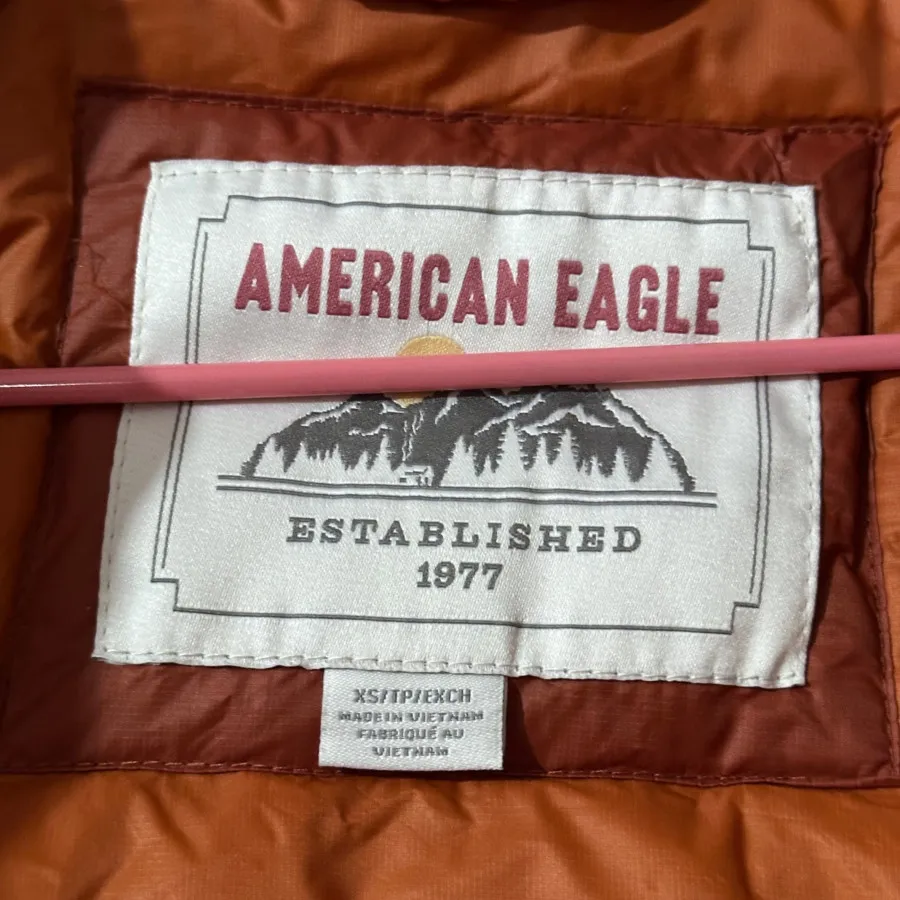 AMERICAN EAGLE
ESTABLISHED
1977
XS/TP/EXCH
MADE IN VIETNAM
FABRIQUÉ AU
VIETNAM